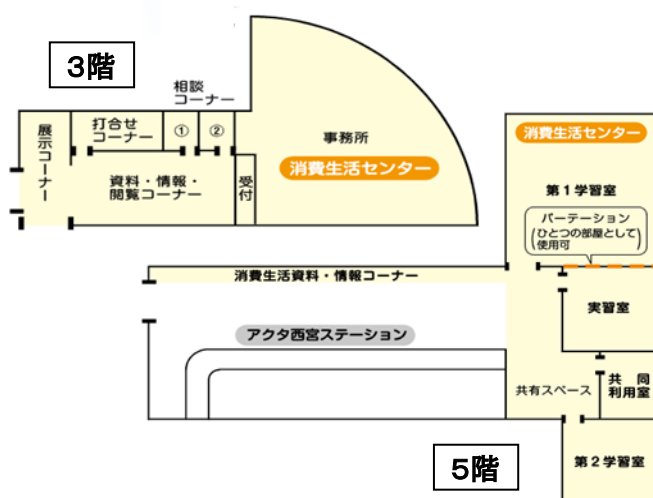 3階
相談
コーナー
打合せ
コーナー
①
②
展示コーナー
資料・情報・
閲覧コーナー
受付
事務所
消費生活センター
消費生活センター
第1学習室
パーテーション
(ひとつの部屋として
使用可)
消費生活資料・情報コーナー
実習室
アクタ西宮ステーション
共有スペース
共同
利用室
5階
第2学習室